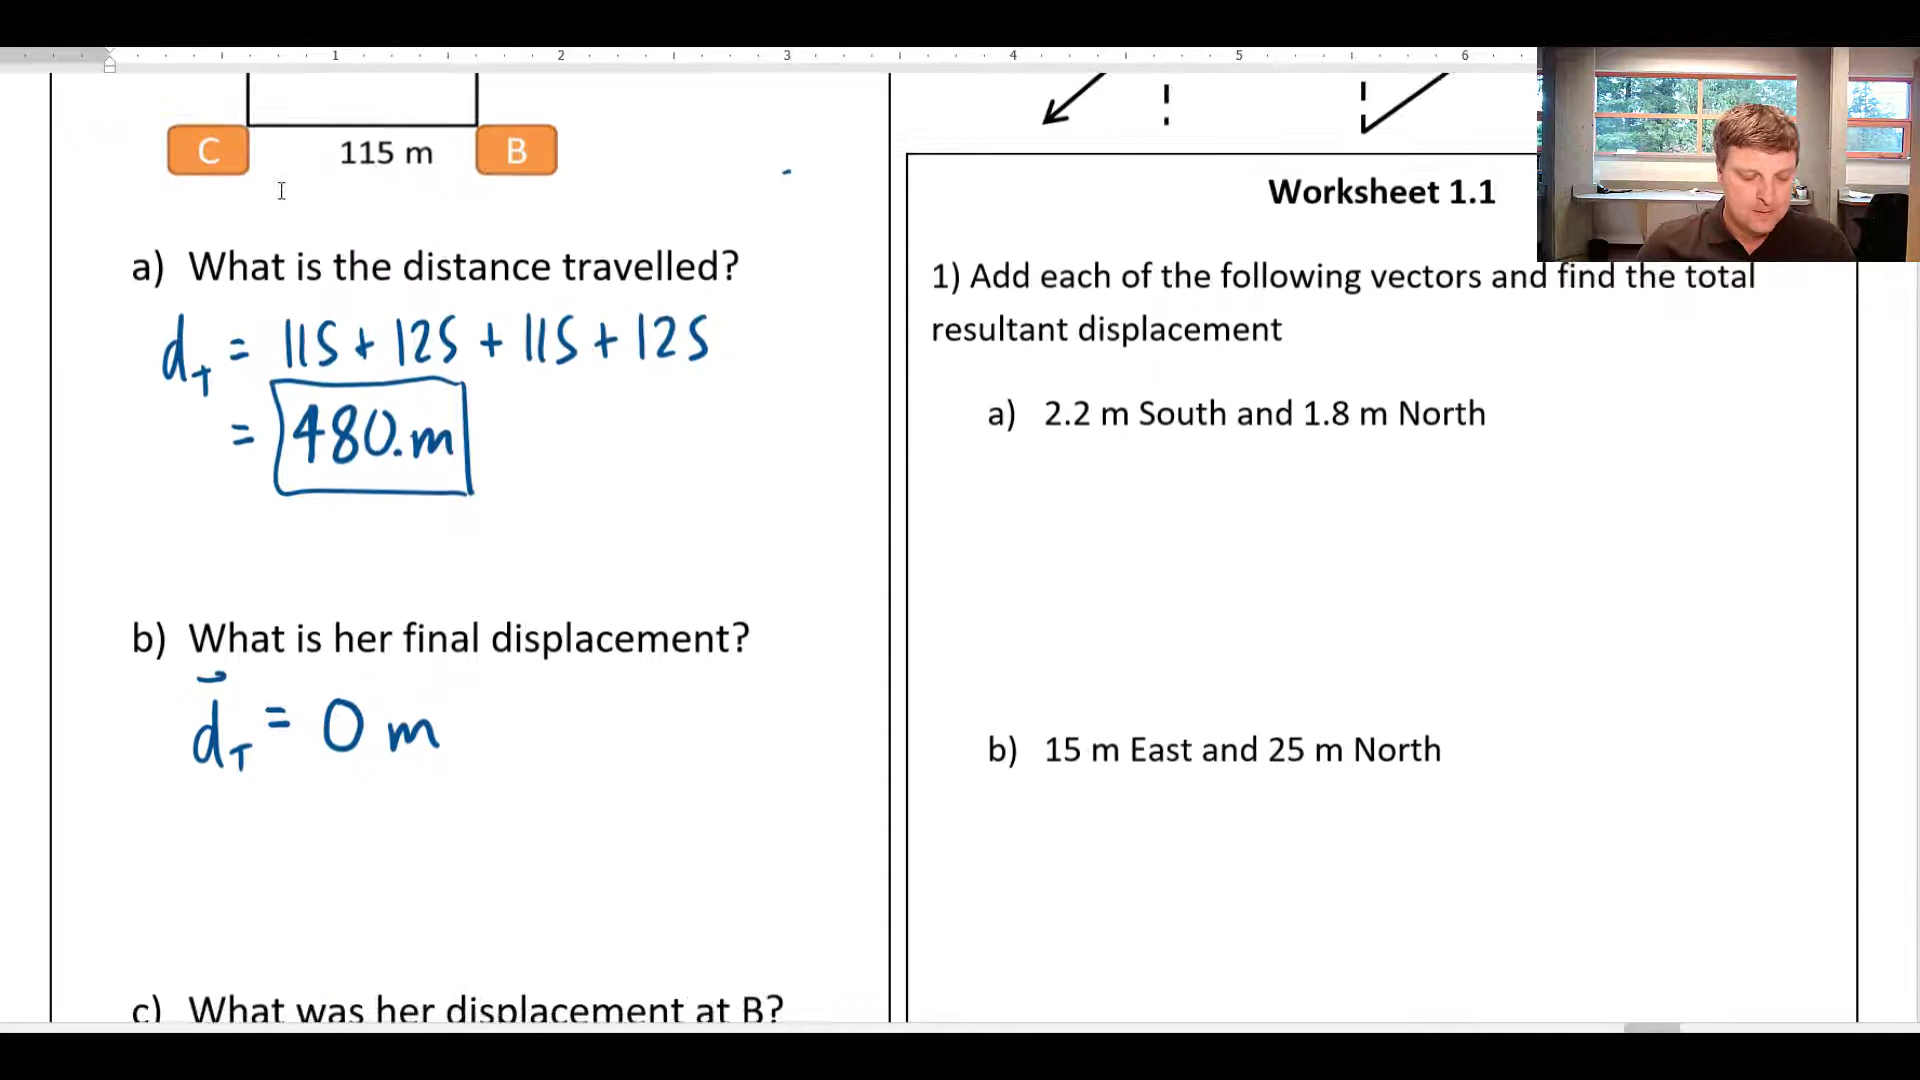 1 2 3 4 5 6
C 115 m B
a) What is the distance travelled?
d_T = 115 + 125 + 115 + 125
= 480. m
b) What is her final displacement?
d⃗_T = 0 m
c) What was her displacement at B?
Worksheet 1.1
1) Add each of the following vectors and find the total
resultant displacement
a) 2.2 m South and 1.8 m North
b) 15 m East and 25 m North